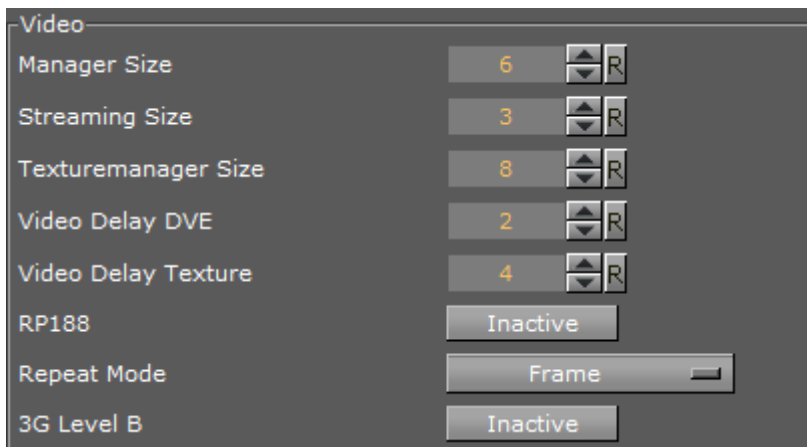 Video
Manager Size 6 R
Streaming Size 3 R
Texturemanager Size 8 R
Video Delay DVE 2 R
Video Delay Texture 4 R
RP188 Inactive
Repeat Mode Frame
3G Level B Inactive